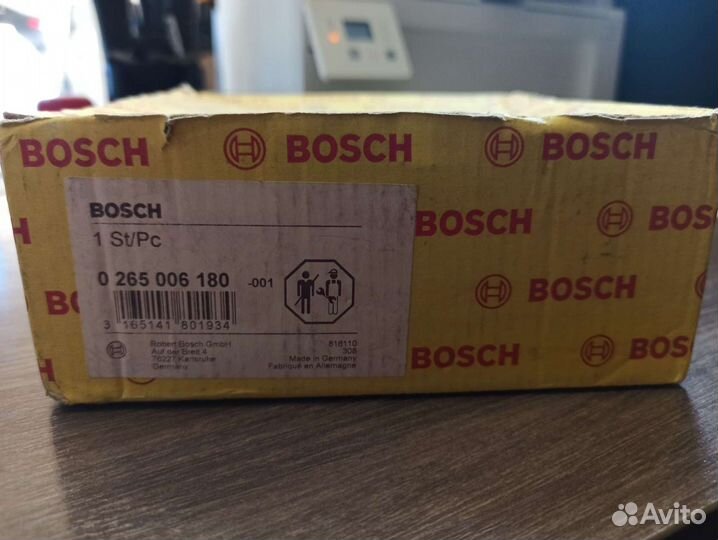 BOSCH BOSCH BOSCH
BOSCH
1 St/Pc
0 265 006 180 -001
3 165141 801934
Robert Bosch GmbH
Auf der Breit 4
76227 Karlsruhe
Germany
816110
308
Made in Germany
Fabriqué en Allemagne
H BOSCH BOSCH
BOSCH
BOSCH BOS
Avito